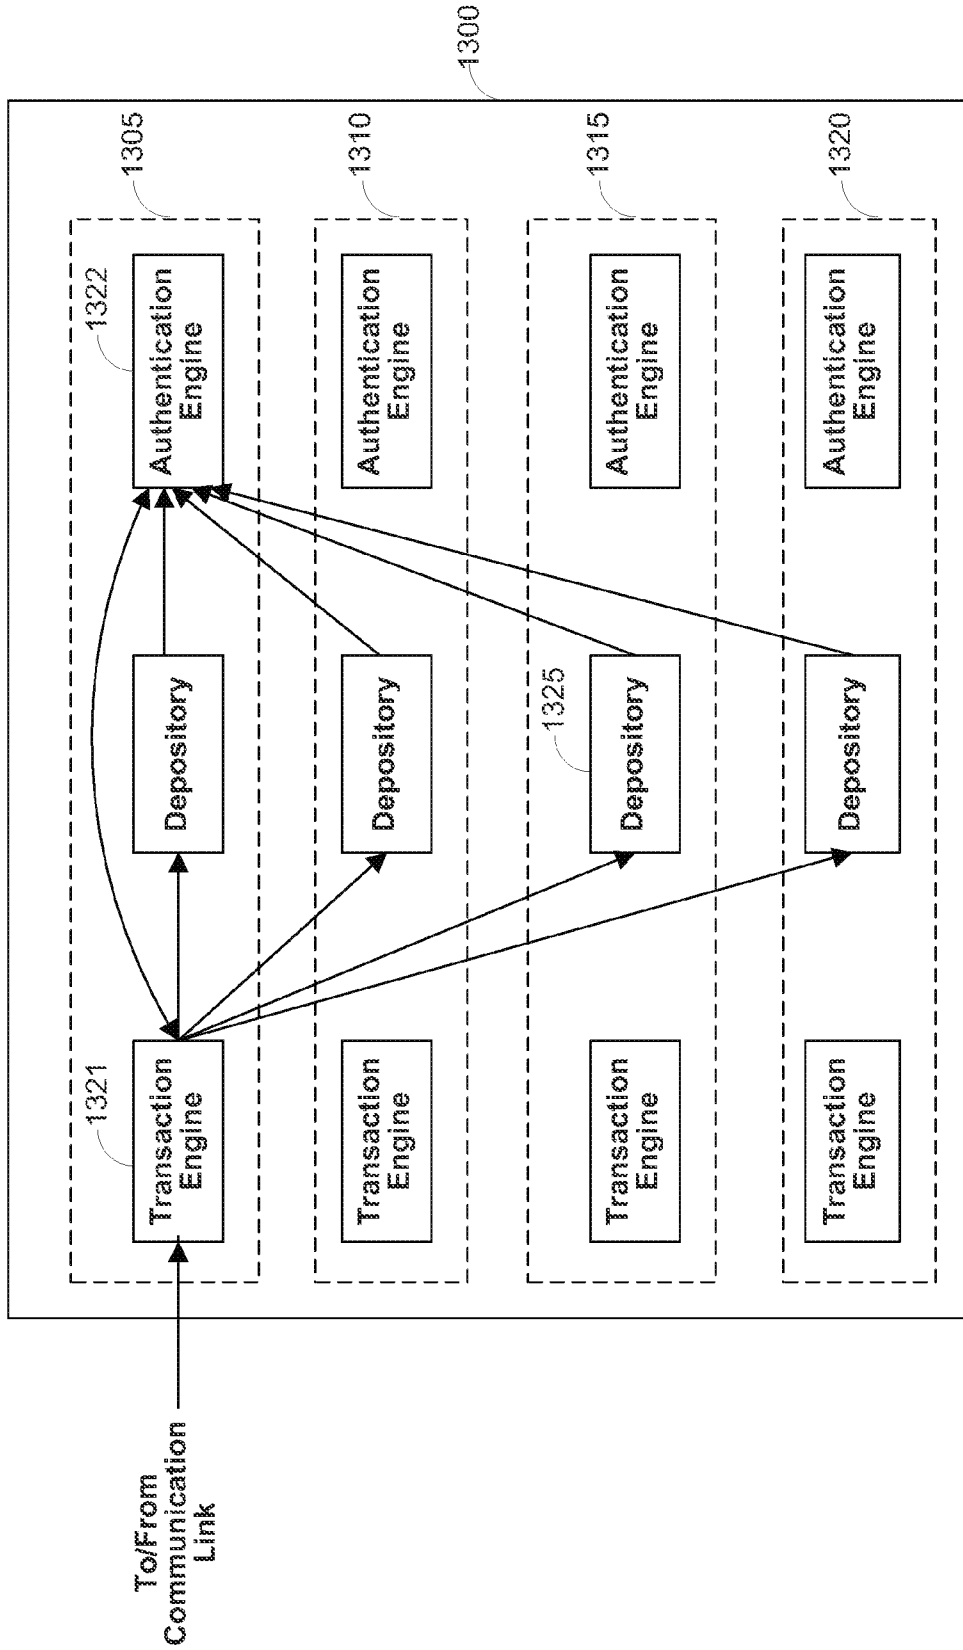 1300
1305
1322
Authentication
Engine
Depository
1321
Transaction
Engine
To/From
Communication
Link
1310
Authentication
Engine
Depository
Transaction
Engine
1315
Authentication
Engine
1325
Depository
Transaction
Engine
1320
Authentication
Engine
Depository
Transaction
Engine